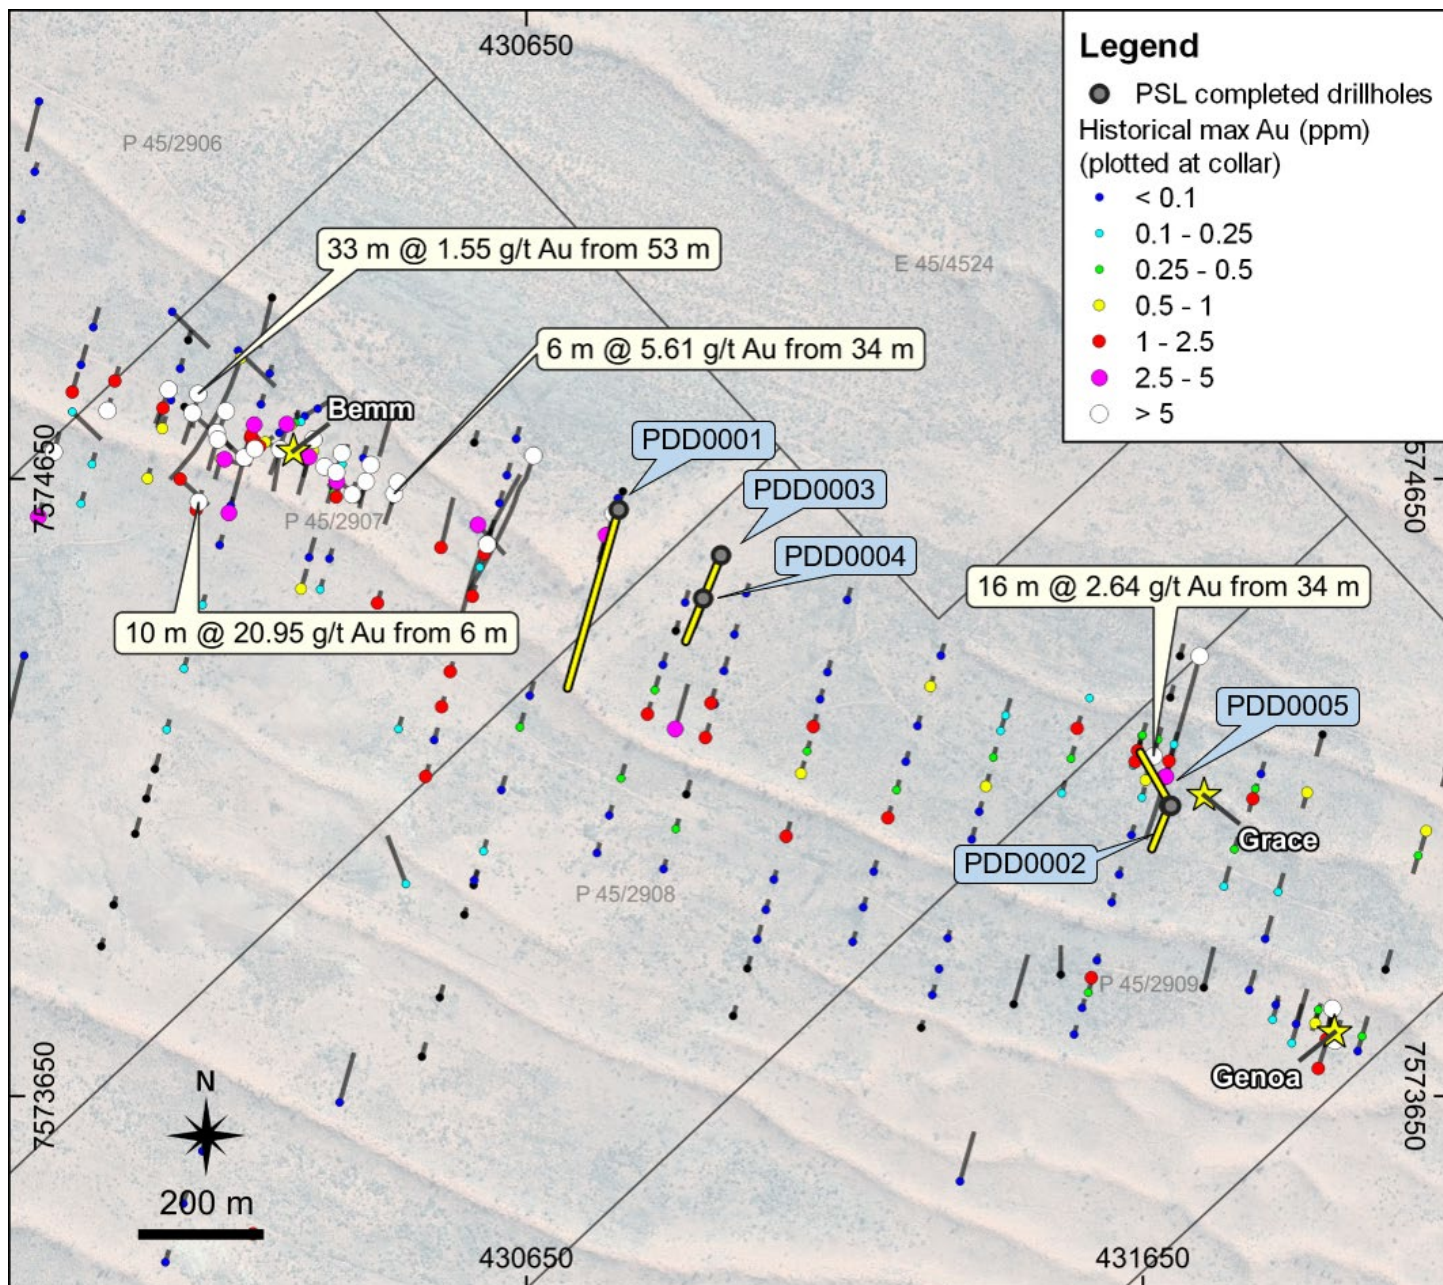 430650
Legend
PSL completed drillholes
Historical max Au (ppm)
(plotted at collar)
< 0.1
0.1 - 0.25
0.25 - 0.5
0.5 - 1
1 - 2.5
2.5 - 5
> 5
P 45/2906
E 45/4524
33 m @ 1.55 g/t Au from 53 m
6 m @ 5.61 g/t Au from 34 m
Bemm
PDD0001
7574650
574650
PDD0003
P 45/2907
PDD0004
16 m @ 2.64 g/t Au from 34 m
10 m @ 20.95 g/t Au from 6 m
PDD0005
Grace
PDD0002
P 45/2908
P 45/2909
Genoa
7573650
7573650
N
200 m
430650
431650